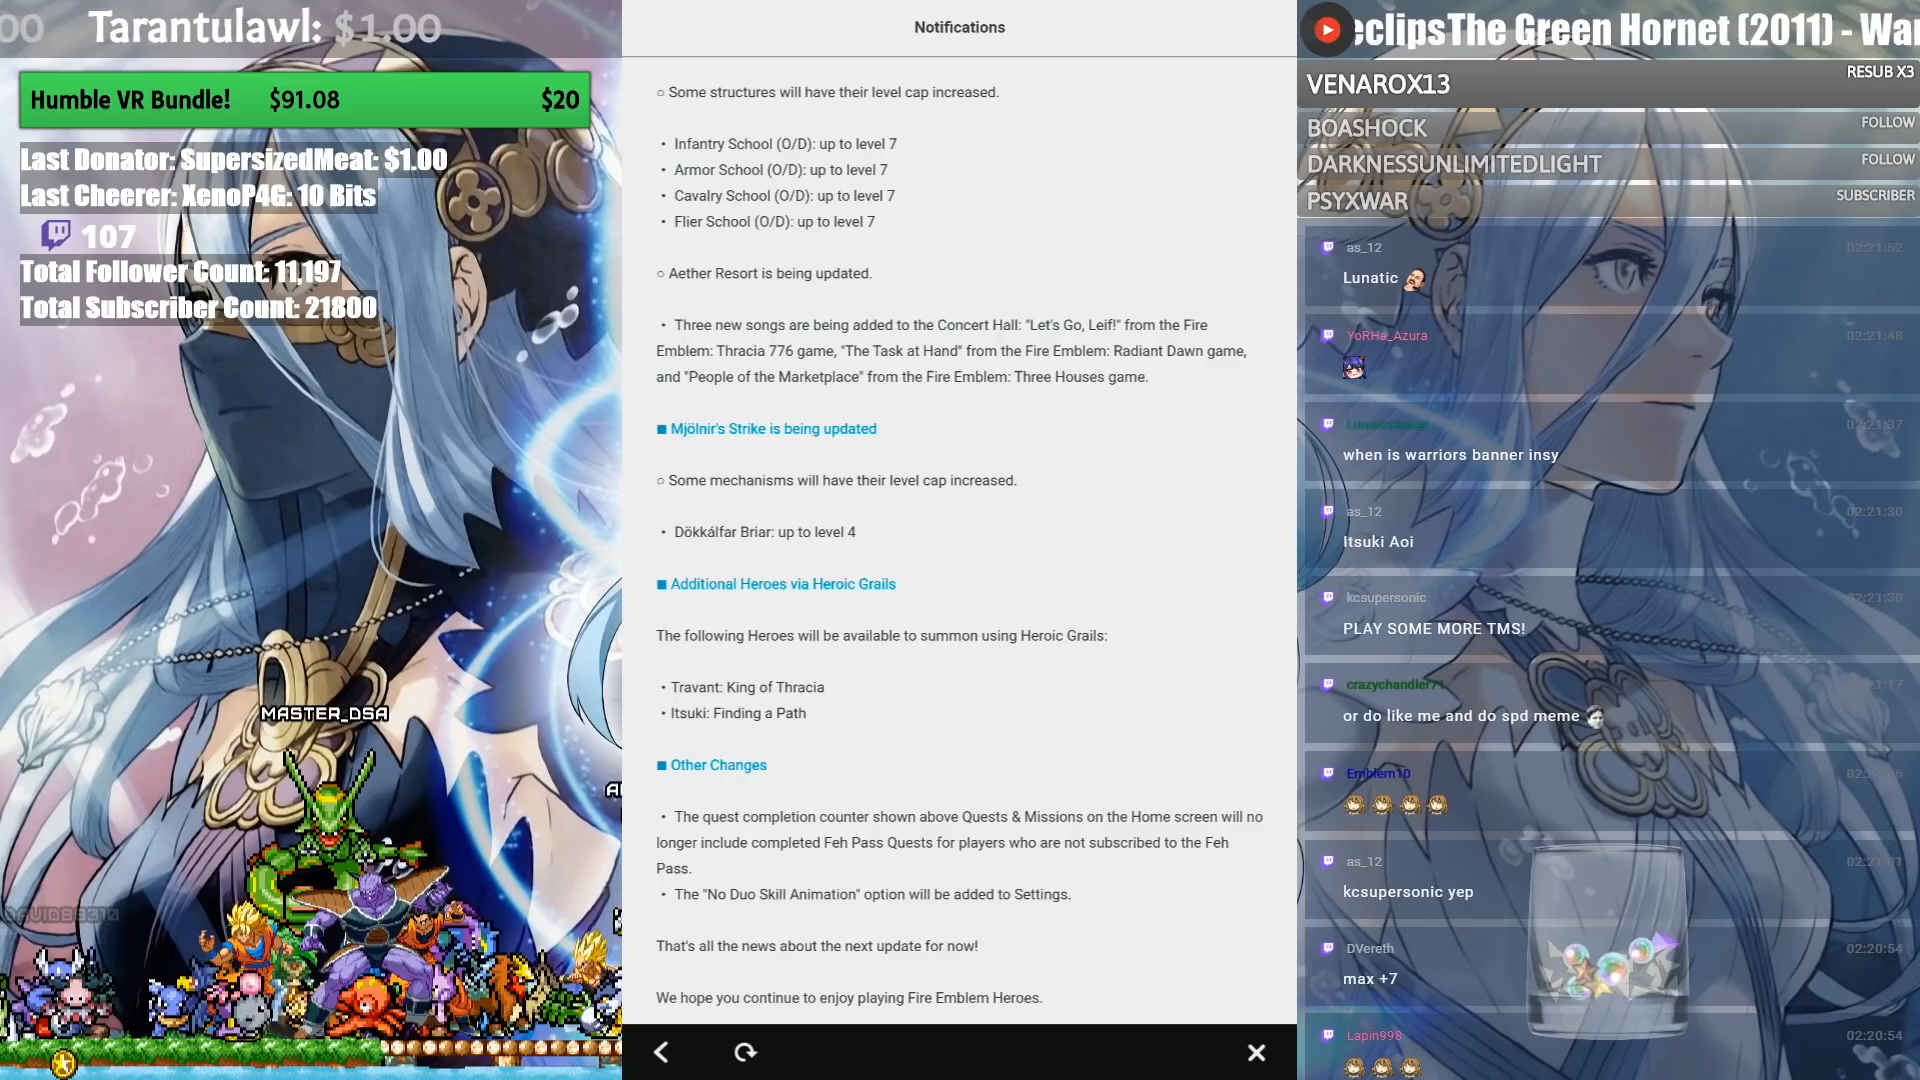 00 Tarantulawl: $1.00
Humble VR Bundle! $91.08 $20
Last Donator: SupersizedMeat: $1.00
Last Cheerer: XenoP4G: 10 Bits
107
Total Follower Count: 11,197
Total Subscriber Count: 21800
MASTER_DSA
Notifications
○ Some structures will have their level cap increased.
・ Infantry School (O/D): up to level 7
・ Armor School (O/D): up to level 7
・ Cavalry School (O/D): up to level 7
・ Flier School (O/D): up to level 7
○ Aether Resort is being updated.
・ Three new songs are being added to the Concert Hall: "Let's Go, Leif!" from the Fire
Emblem: Thracia 776 game, "The Task at Hand" from the Fire Emblem: Radiant Dawn game,
and "People of the Marketplace" from the Fire Emblem: Three Houses game.
■ Mjölnir's Strike is being updated
○ Some mechanisms will have their level cap increased.
・ Dökkálfar Briar: up to level 4
■ Additional Heroes via Heroic Grails
The following Heroes will be available to summon using Heroic Grails:
・Travant: King of Thracia
・Itsuki: Finding a Path
■ Other Changes
・ The quest completion counter shown above Quests & Missions on the Home screen will no
longer include completed Feh Pass Quests for players who are not subscribed to the Feh
Pass.
・ The "No Duo Skill Animation" option will be added to Settings.
That's all the news about the next update for now!
We hope you continue to enjoy playing Fire Emblem Heroes.
eclipsThe Green Hornet (2011) - Wa
VENAROX13 RESUB X3
BOASHOCK FOLLOW
DARKNESSUNLIMITEDLIGHT FOLLOW
PSYXWAR SUBSCRIBER
as_12 02:21:52
Lunatic
YoRHa_Azura 02:21:48
02:21:37
when is warriors banner insy
as_12 02:21:30
Itsuki Aoi
kcsupersonic 02:21:30
PLAY SOME MORE TMS!
crazychandler71 02:21:17
or do like me and do spd meme
Emblem10
as_12 02:21:01
kcsupersonic yep
DVereth 02:20:54
max +7
Lapin998 02:20:54